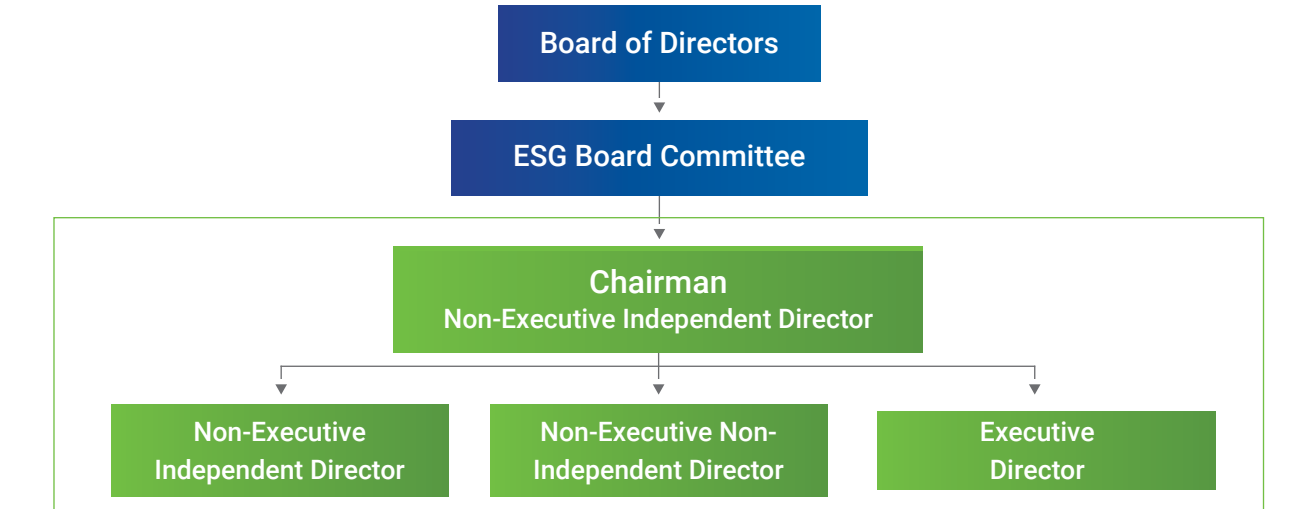 Board of Directors
ESG Board Committee
Chairman
Non-Executive Independent Director
Non-Executive
Independent Director
Non-Executive Non-
Independent Director
Executive
Director